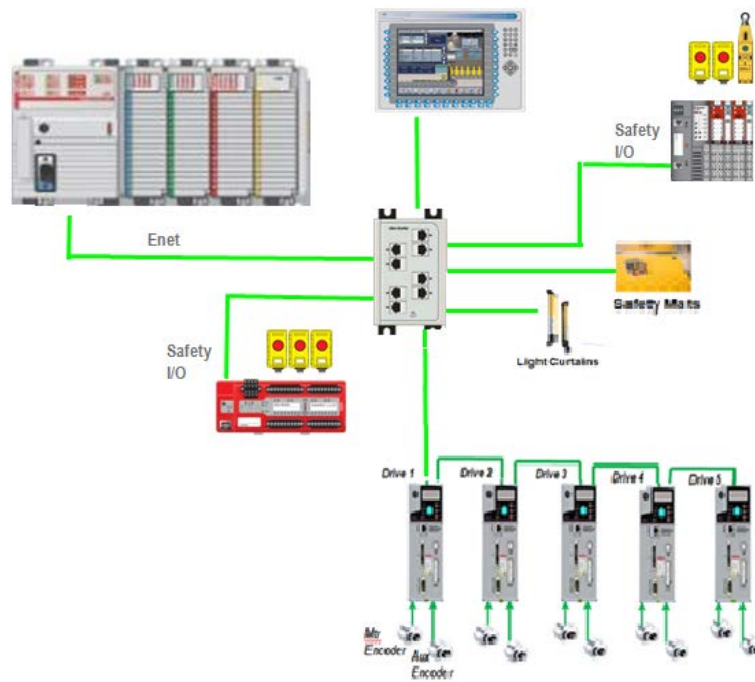 Safety
I/O
Enet
Safety Mats
Light Curtains
Safety
I/O
Drive 1
Drive 2
Drive 3
Drive 4
Drive 5
Mtr
Encoder
Aux
Encoder